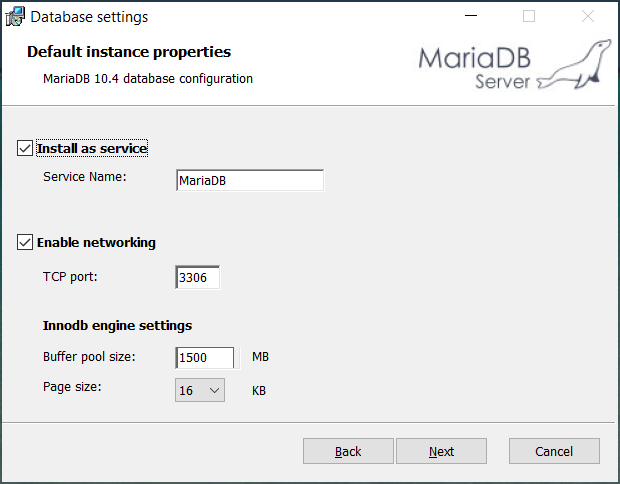 Database settings
Default instance properties
MariaDB 10.4 database configuration
MariaDB
Server
Install as service
Service Name: MariaDB
Enable networking
TCP port: 3306
Innodb engine settings
Buffer pool size: 1500 MB
Page size: 16 KB
Back Next Cancel